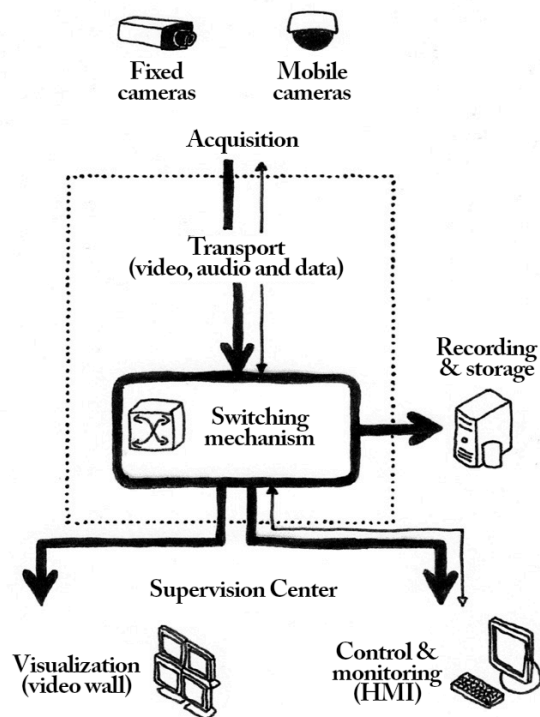 Fixed
cameras
Mobile
cameras
Acquisition
Transport
(video, audio and data)
Switching
mechanism
Recording
& storage
Supervision Center
Visualization
(video wall)
Control &
monitoring
(HMI)